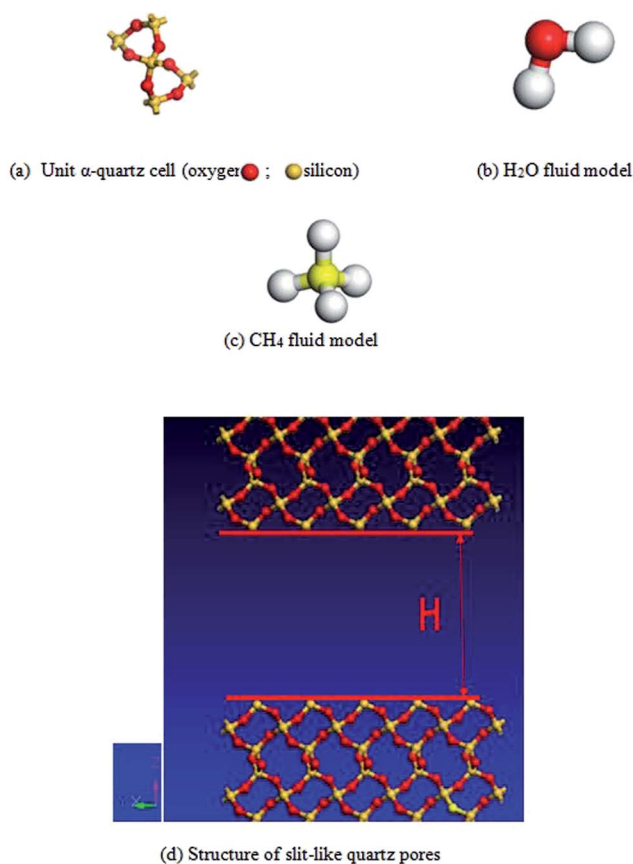 (a) Unit α-quartz cell (oxygen ; silicon)
(b) H₂O fluid model
(c) CH₄ fluid model
H
(d) Structure of slit-like quartz pores